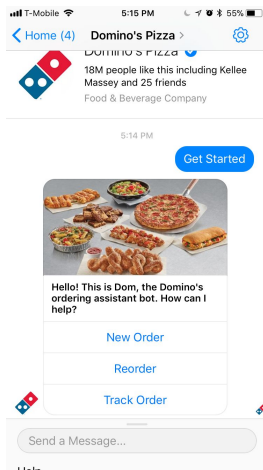 T-Mobile 5:15 PM 55%
Home (4) Domino's Pizza >
Domino's Pizza
18M people like this including Kellee
Massey and 25 friends
Food & Beverage Company
5:14 PM
Get Started
Hello! This is Dom, the Domino's
ordering assistant bot. How can I
help?
New Order
Reorder
Track Order
Send a Message...
Help